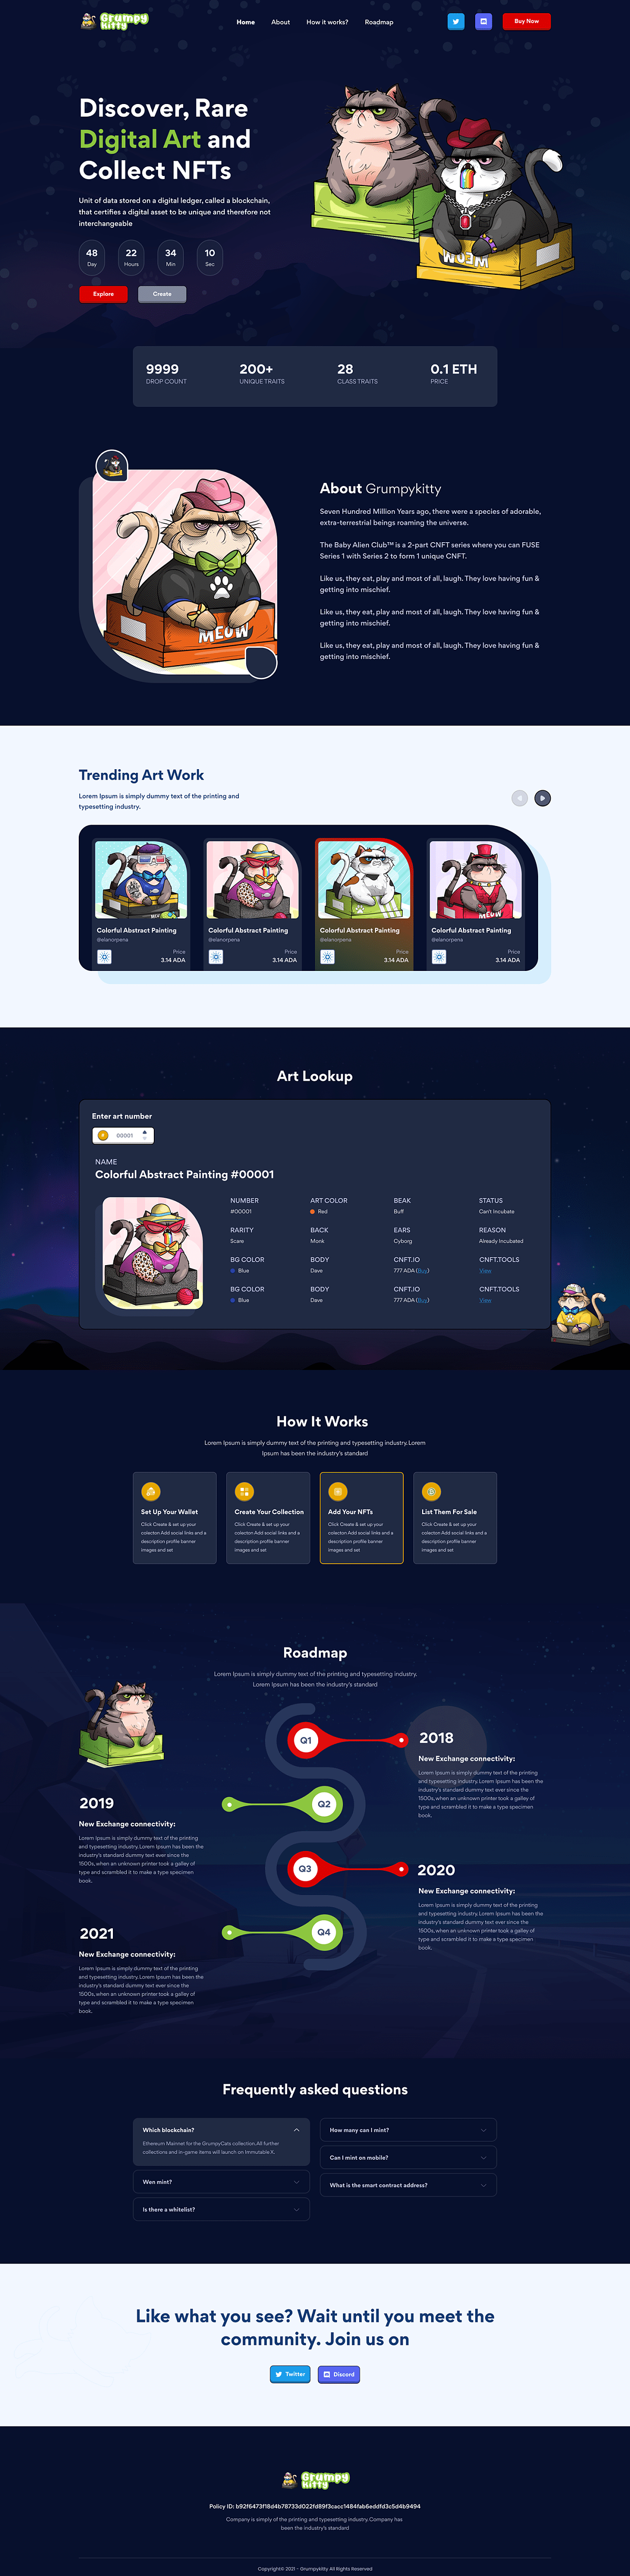 Grumpy
Kitty
Home
About
How it works?
Roadmap
Buy Now
Discover, Rare
Digital Art and
Collect NFTs
Unit of data stored on a digital ledger, called a blockchain,
that certifies a digital asset to be unique and therefore not
interchangeable
48
Day
22
Hours
34
Min
10
Sec
Explore
Create
MEOW
9999
DROP COUNT
200+
UNIQUE TRAITS
28
CLASS TRAITS
0.1 ETH
PRICE
MEOW
About Grumpykitty
Seven Hundred Million Years ago, there were a species of adorable,
extra-terrestrial beings roaming the universe.
The Baby Alien Club™ is a 2-part CNFT series where you can FUSE
Series 1 with Series 2 to form 1 unique CNFT.
Like us, they eat, play and most of all, laugh. They love having fun &
getting into mischief.
Like us, they eat, play and most of all, laugh. They love having fun &
getting into mischief.
Like us, they eat, play and most of all, laugh. They love having fun &
getting into mischief.
Trending Art Work
Lorem Ipsum is simply dummy text of the printing and
typesetting industry.
MEOW
Colorful Abstract Painting
@elanorpena
Price
3.14 ADA
Colorful Abstract Painting
@elanorpena
Price
3.14 ADA
Colorful Abstract Painting
Price
3.14 ADA
MEOW
Colorful Abstract Painting
@elanorpena
Price
3.14 ADA
Art Lookup
Enter art number
00001
NAME
Colorful Abstract Painting #00001
NUMBER
#00001
ART COLOR
Red
BEAK
Buff
STATUS
Can't Incubate
RARITY
Scare
BACK
Monk
EARS
Cyborg
REASON
Already Incubated
BG COLOR
Blue
BODY
Dave
CNFT.IO
777 ADA (Buy)
CNFT.TOOLS
View
BG COLOR
Blue
BODY
Dave
CNFT.IO
777 ADA (Buy)
CNFT.TOOLS
View
How It Works
Lorem Ipsum is simply dummy text of the printing and typesetting industry. Lorem
Ipsum has been the industry's standard
Set Up Your Wallet
Click Create & set up your
colecton Add social links and a
description profile banner
images and set
Create Your Collection
Click Create & set up your
colecton Add social links and a
description profile banner
images and set
Add Your NFTs
Click Create & set up your
colecton Add social links and a
description profile banner
images and set
List Them For Sale
Click Create & set up your
colecton Add social links and a
description profile banner
images and set
Roadmap
Lorem Ipsum is simply dummy text of the printing and typesetting industry.
Lorem Ipsum has been the industry's standard
Q1
2018
New Exchange connectivity:
Lorem Ipsum is simply dummy text of the printing
and typesetting industry. Lorem Ipsum has been the
industry's standard dummy text ever since the
1500s, when an unknown printer took a galley of
type and scrambled it to make a type specimen
book.
Q2
2019
New Exchange connectivity:
Lorem Ipsum is simply dummy text of the printing
and typesetting industry. Lorem Ipsum has been the
industry's standard dummy text ever since the
1500s, when an unknown printer took a galley of
type and scrambled it to make a type specimen
book.
Q3
2020
New Exchange connectivity:
Lorem Ipsum is simply dummy text of the printing
and typesetting industry. Lorem Ipsum has been the
industry's standard dummy text ever since the
1500s, when an unknown printer took a galley of
type and scrambled it to make a type specimen
book.
Q4
2021
New Exchange connectivity:
Lorem Ipsum is simply dummy text of the printing
and typesetting industry. Lorem Ipsum has been the
industry's standard dummy text ever since the
1500s, when an unknown printer took a galley of
type and scrambled it to make a type specimen
book.
Frequently asked questions
Which blockchain?
Ethereum Mainnet for the GrumpyCats collection. All further
collections and in-game items will launch on Immutable X.
Wen mint?
Is there a whitelist?
How many can I mint?
Can I mint on mobile?
What is the smart contract address?
Like what you see? Wait until you meet the
community. Join us on
Twitter
Discord
Grumpy
Kitty
Policy ID: b92f6473f18d4b78733d022fd89f3cacc1484fab6eddfd3c5d4b9494
Company is simply of the printing and typesetting industry. Company has
been the industry's standard
Copyright© 2021 - Grumpykitty All Rights Reserved